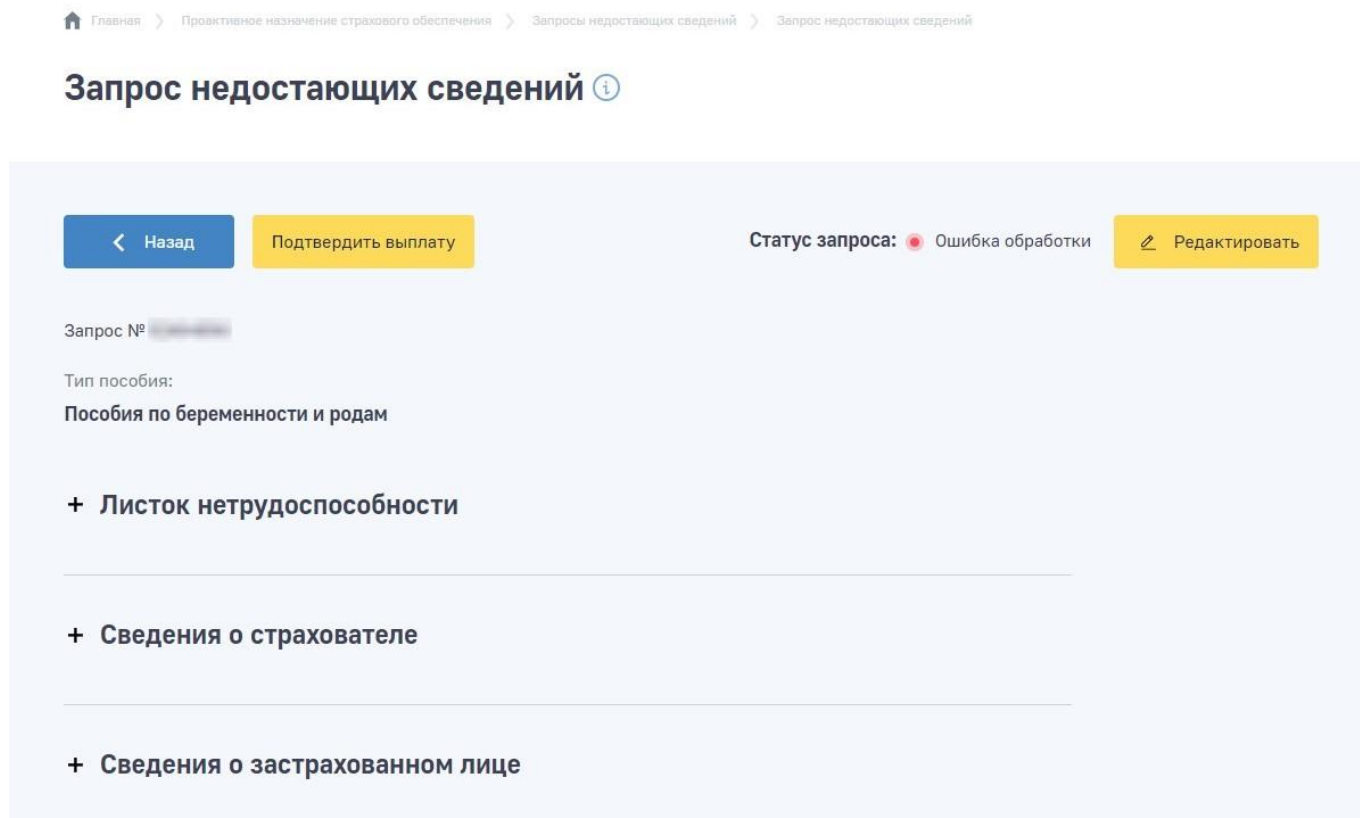 Главная > Проактивное назначение страхового обеспечения > Запросы недостающих сведений > Запрос недостающих сведений
Запрос недостающих сведений i
< Назад Подтвердить выплату Статус запроса: Ошибка обработки Редактировать
Запрос №
Тип пособия:
Пособия по беременности и родам
+ Листок нетрудоспособности
+ Сведения о страхователе
+ Сведения о застрахованном лице